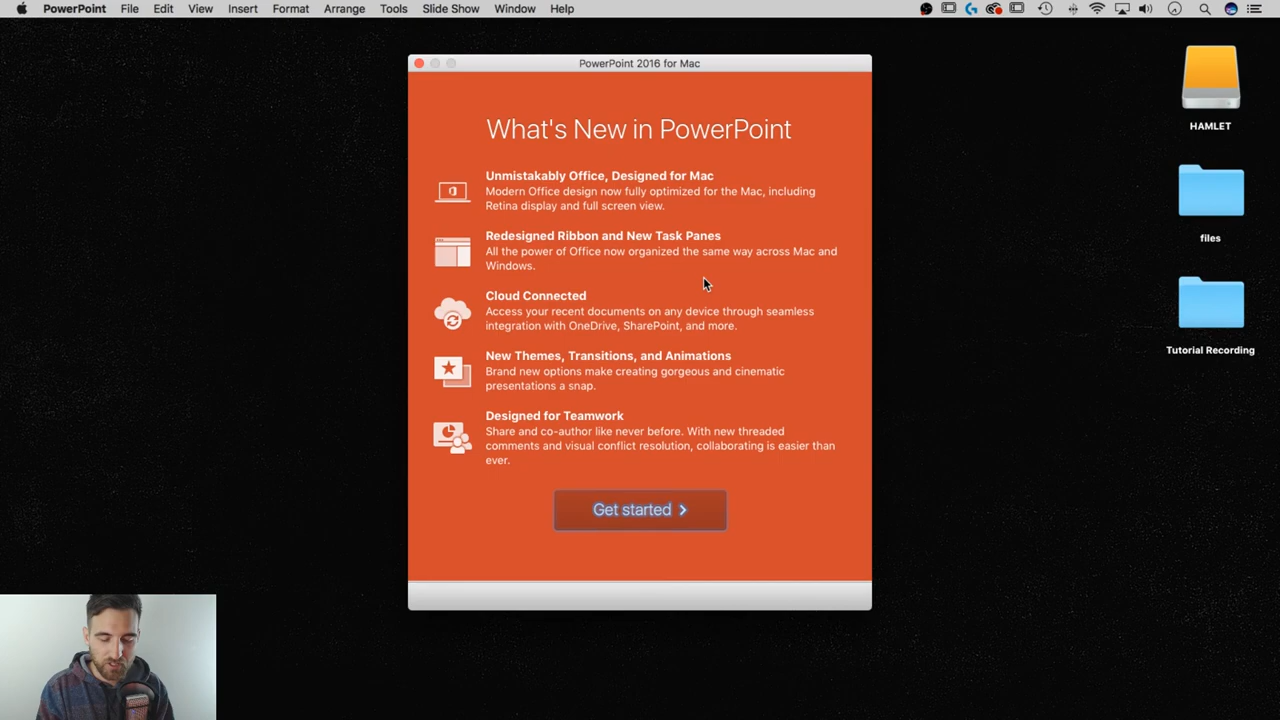 PowerPoint File Edit View Insert Format Arrange Tools Slide Show Window Help
PowerPoint 2016 for Mac
What's New in PowerPoint
Unmistakably Office, Designed for Mac
Modern Office design now fully optimized for the Mac, including
Retina display and full screen view.
Redesigned Ribbon and New Task Panes
All the power of Office now organized the same way across Mac and
Windows.
Cloud Connected
Access your recent documents on any device through seamless
integration with OneDrive, SharePoint, and more.
New Themes, Transitions, and Animations
Brand new options make creating gorgeous and cinematic
presentations a snap.
Designed for Teamwork
Share and co-author like never before. With new threaded
comments and visual conflict resolution, collaborating is easier than
ever.
Get started
HAMLET
files
Tutorial Recording